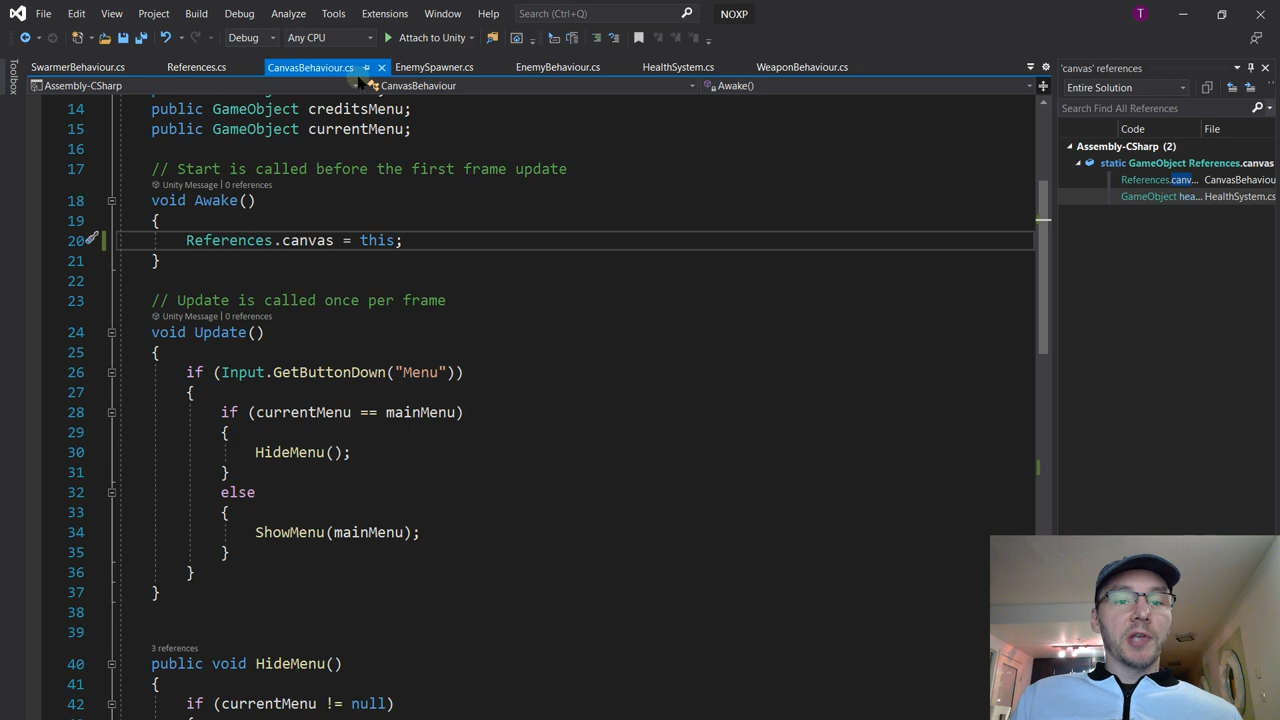 File Edit View Project Build Debug Analyze Tools Extensions Window Help Search (Ctrl+Q) NOXP T
Debug Any CPU Attach to Unity
Toolbox
SwarmerBehaviour.cs References.cs CanvasBehaviour.cs EnemySpawner.cs EnemyBehaviour.cs HealthSystem.cs WeaponBehaviour.cs
Assembly-CSharp CanvasBehaviour Awake()
14 public GameObject creditsMenu;
15 public GameObject currentMenu;
16
17 // Start is called before the first frame update
Unity Message | 0 references
18 void Awake()
19 {
20 References.canvas = this;
21 }
22
23 // Update is called once per frame
Unity Message | 0 references
24 void Update()
25 {
26 if (Input.GetButtonDown("Menu"))
27 {
28 if (currentMenu == mainMenu)
29 {
30 HideMenu();
31 }
32 else
33 {
34 ShowMenu(mainMenu);
35 }
36 }
37 }
38
39
3 references
40 public void HideMenu()
41 {
42 if (currentMenu != null)
'canvas' references
Entire Solution
Search Find All References
Code File
Assembly-CSharp (2)
static GameObject References.canvas
References.canv... CanvasBehaviou
GameObject hea... HealthSystem.cs